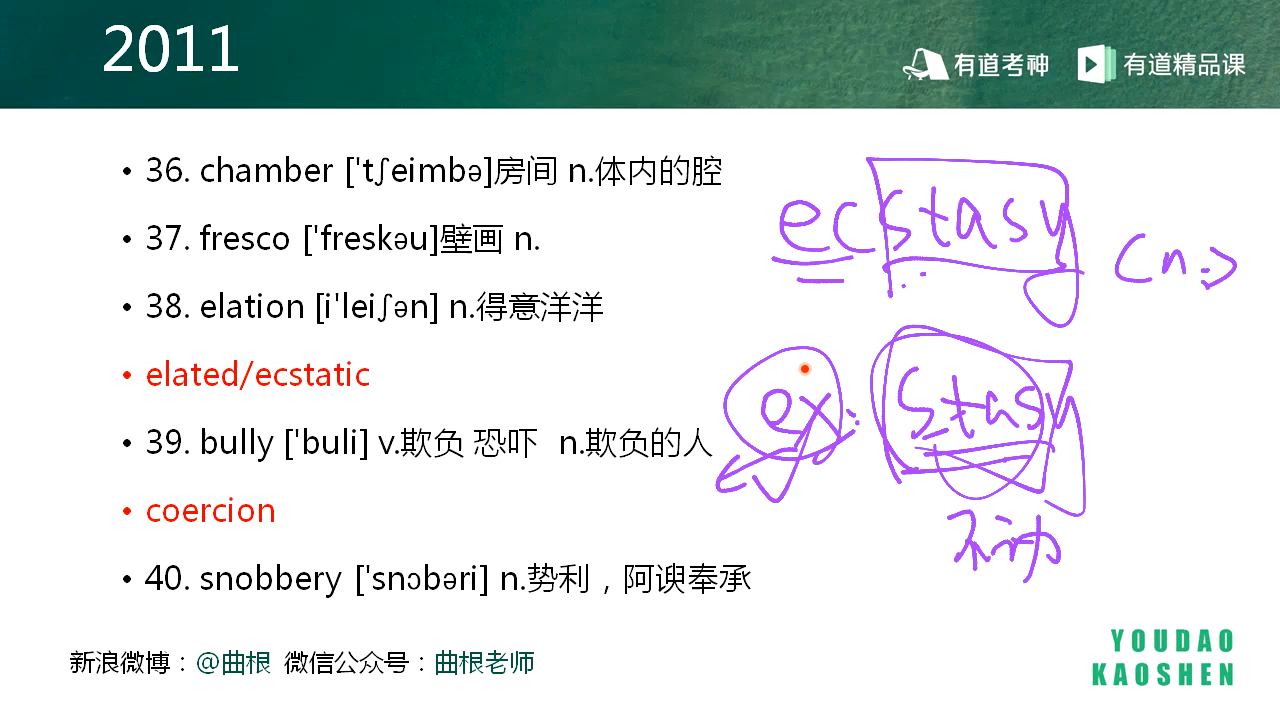 2011
有道考神
有道精品课
• 36. chamber ['tʃeimbə]房间 n.体内的腔
• 37. fresco ['freskəu]壁画 n.
• 38. elation [i'leiʃən] n.得意洋洋
• elated/ecstatic
• 39. bully ['buli] v.欺负 恐吓 n.欺负的人
• coercion
• 40. snobbery ['snɔbəri] n.势利，阿谀奉承
ecstasy (n.)
ex. stasy
不动
新浪微博：@曲根 微信公众号：曲根老师
YOUDAO
KAOSHEN